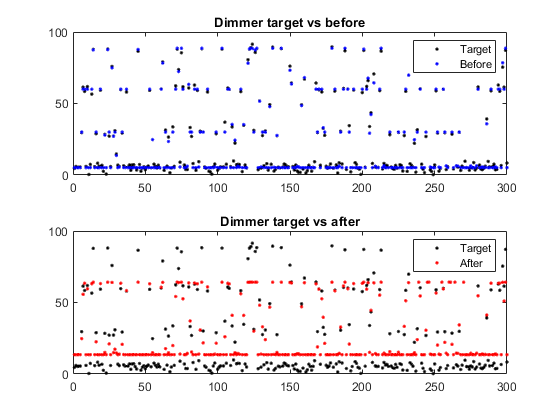 Dimmer target vs before
100
50
0
Target
Before
0 50 100 150 200 250 300
Dimmer target vs after
100
50
0
Target
After
0 50 100 150 200 250 300